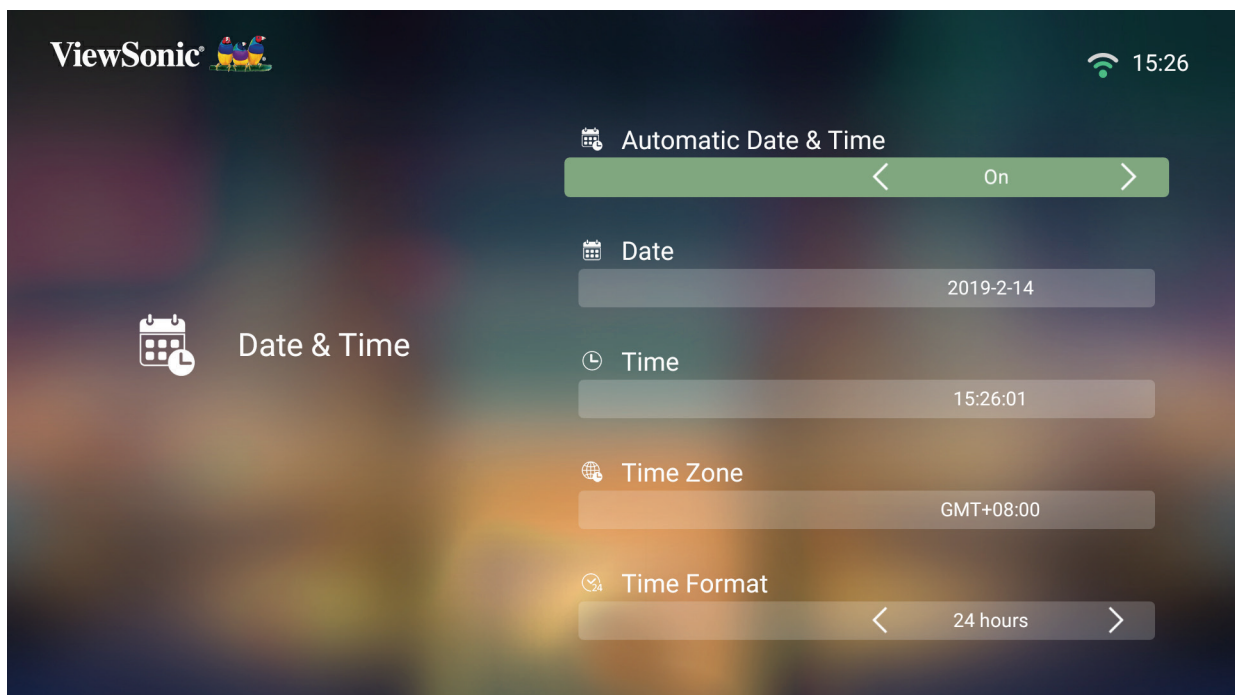 ViewSonic®
15:26
Automatic Date & Time
On
Date
2019-2-14
Date & Time
Time
15:26:01
Time Zone
GMT+08:00
24
Time Format
24 hours